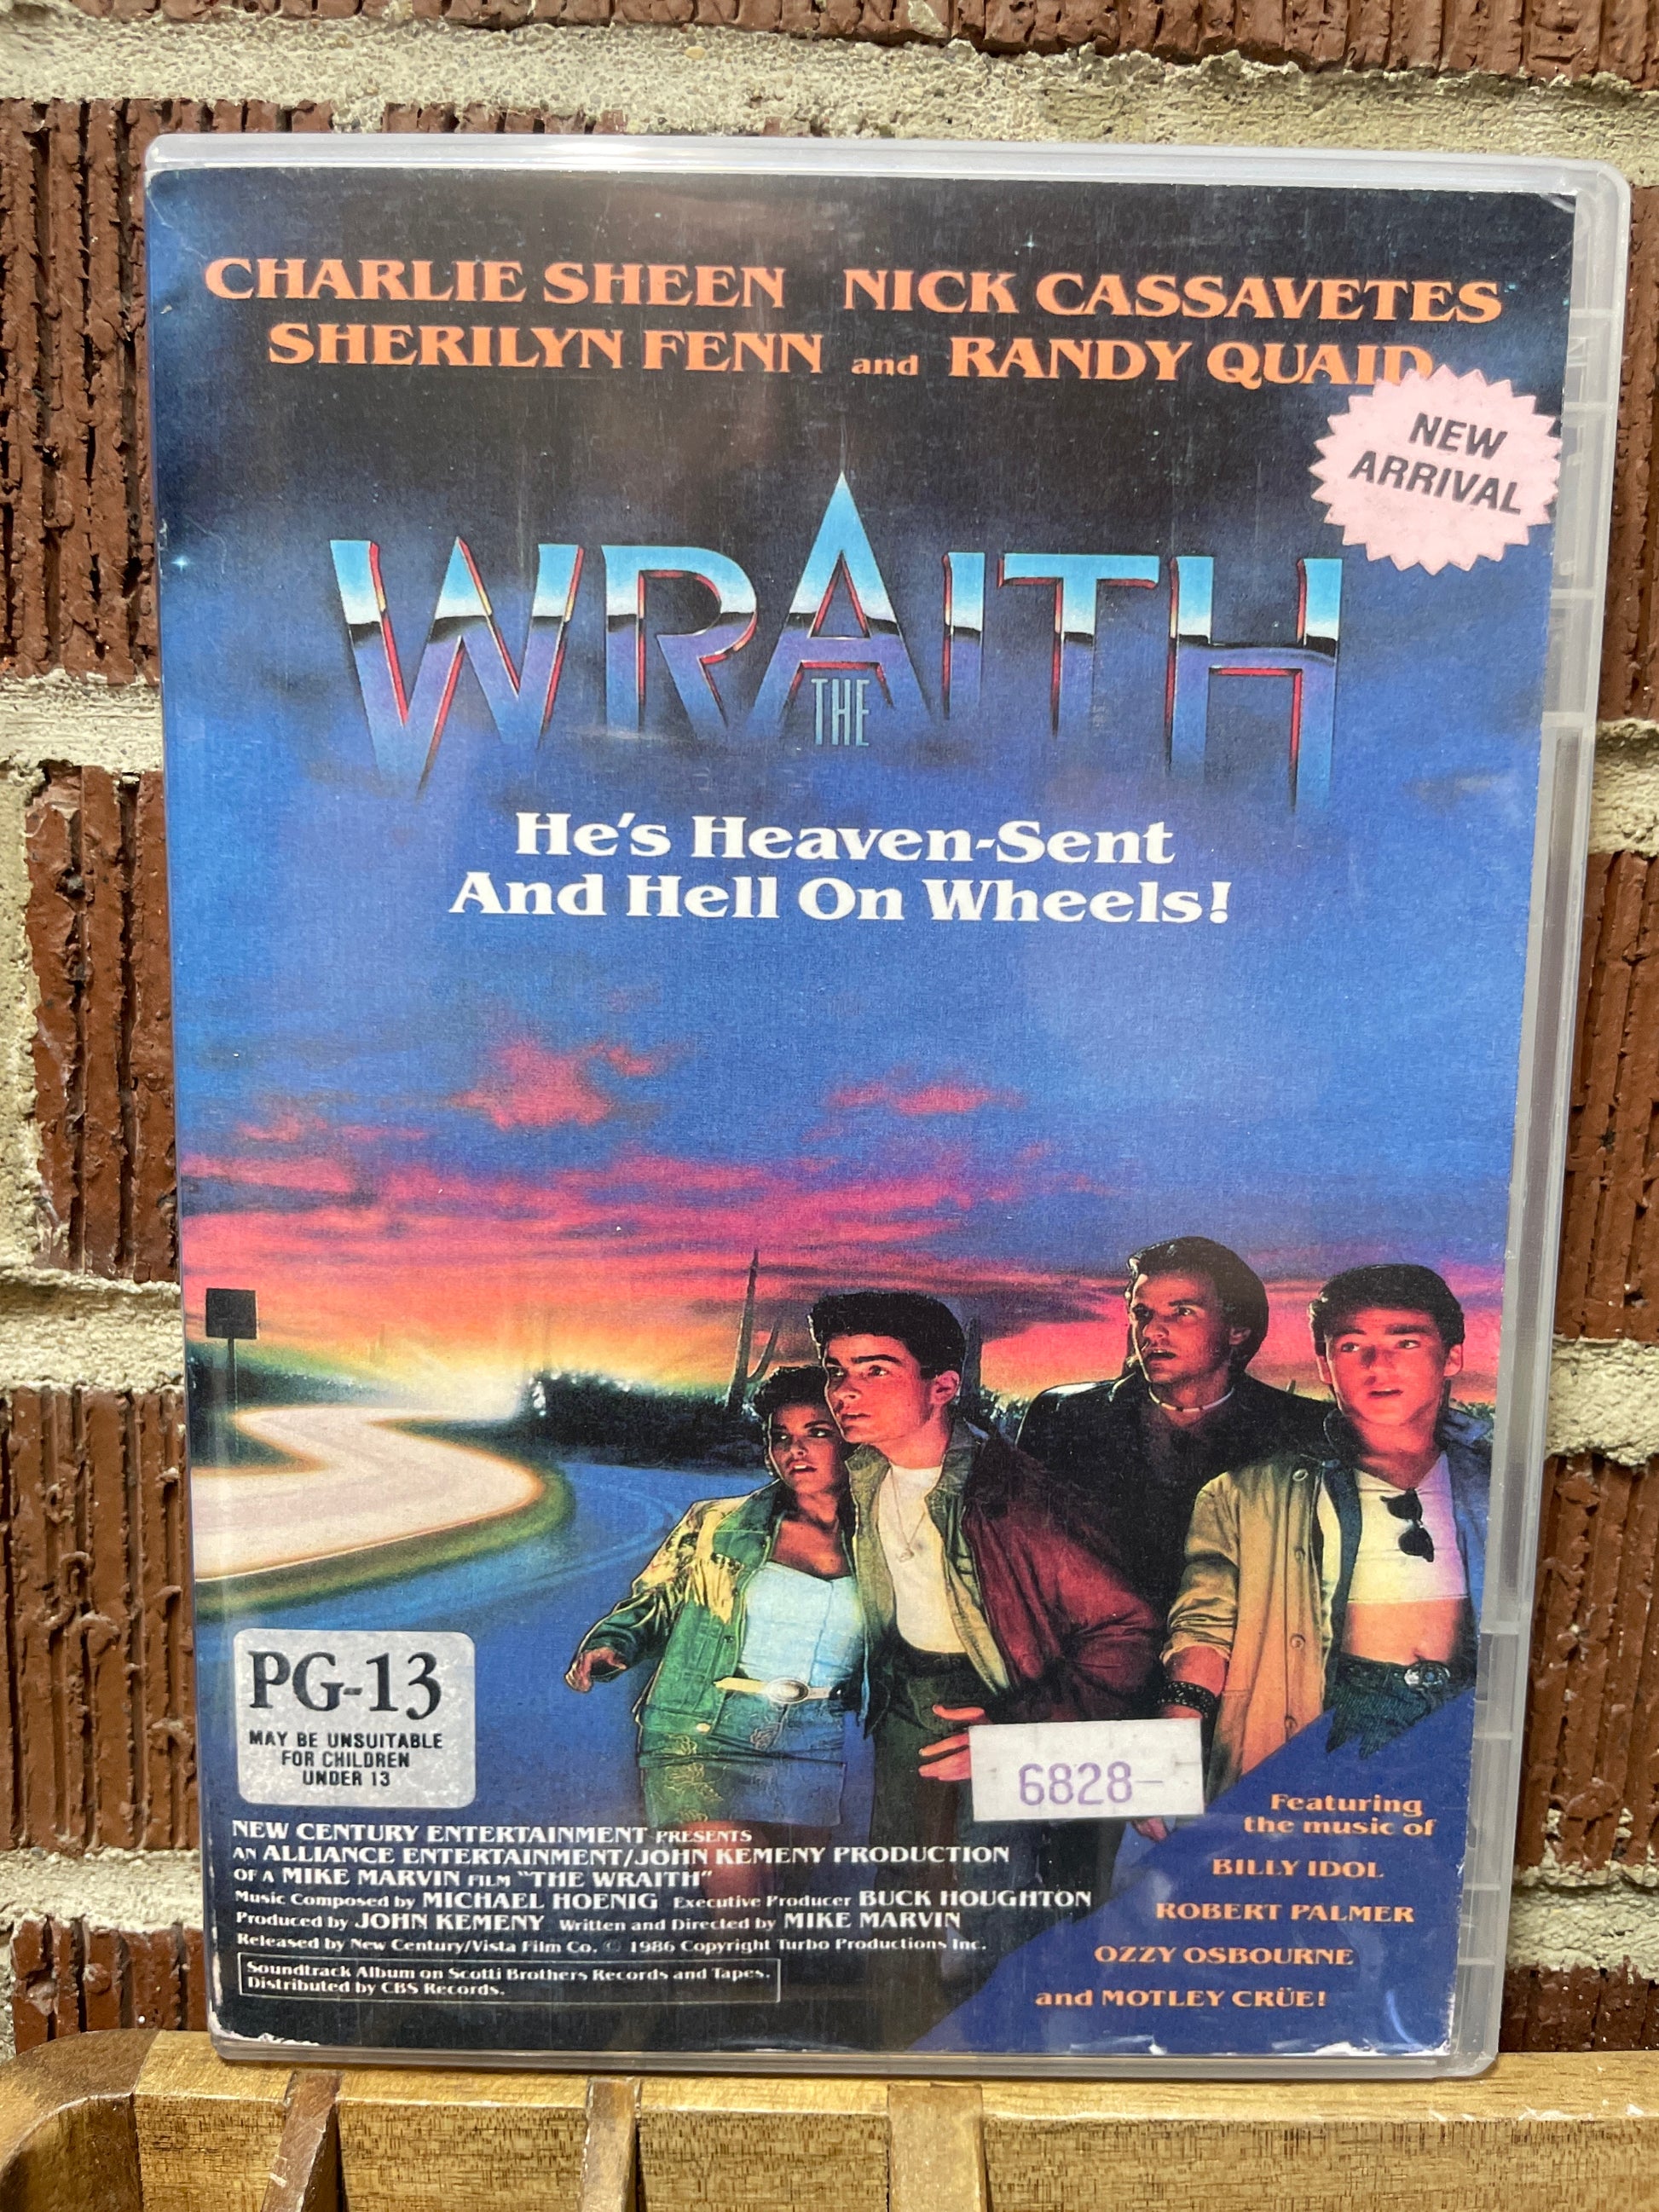 CHARLIE SHEEN NICK CASSAVETES
SHERILYN FENN and RANDY QUAID
NEW
ARRIVAL
WRAITH
THE
He's Heaven-Sent
And Hell On Wheels!
PG-13
MAY BE UNSUITABLE
FOR CHILDREN
UNDER 13
6828-
NEW CENTURY ENTERTAINMENT PRESENTS
AN ALLIANCE ENTERTAINMENT/JOHN KEMENY PRODUCTION
OF A MIKE MARVIN FILM "THE WRAITH"
Music Composed by MICHAEL HOENIG Executive Producer BUCK HOUGHTON
Produced by JOHN KEMENY Written and Directed by MIKE MARVIN
Released by New Century/Vista Film Co. © 1986 Copyright Turbo Productions Inc.
Soundtrack Album on Scotti Brothers Records and Tapes.
Distributed by CBS Records.
Featuring
the music of
BILLY IDOL
ROBERT PALMER
OZZY OSBOURNE
and MOTLEY CRÜE!